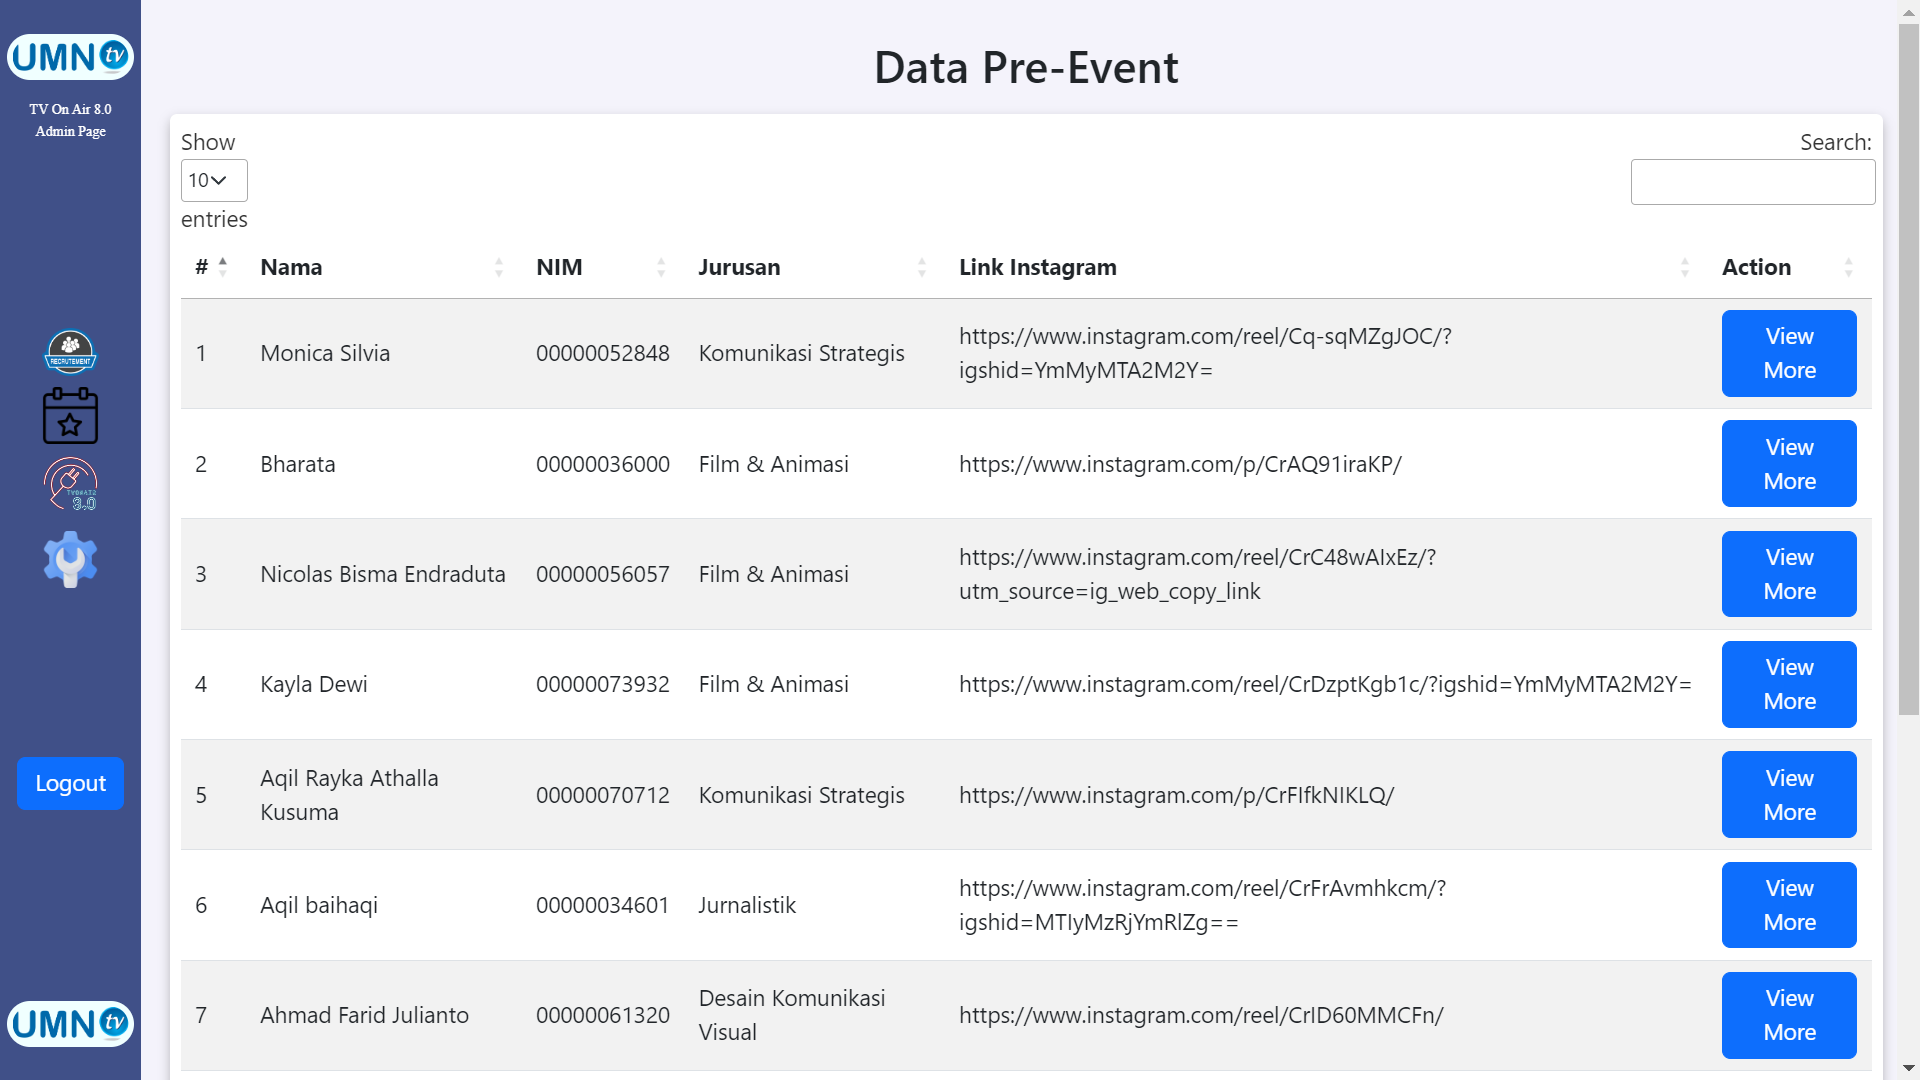 UMN tv
TV On Air 8.0
Admin Page
RECRUTEMENT
3.0
Logout
UMN tv
Data Pre-Event
Show
10
entries
Search:
# Nama NIM Jurusan Link Instagram Action
1 Monica Silvia 00000052848 Komunikasi Strategis https://www.instagram.com/reel/Cq-sqMZgJOC/?
igshid=YmMyMTA2M2Y=
View
More
2 Bharata 00000036000 Film & Animasi https://www.instagram.com/p/CrAQ91iraKP/
View
More
3 Nicolas Bisma Endraduta 00000056057 Film & Animasi https://www.instagram.com/reel/CrC48wAIxEz/?
utm_source=ig_web_copy_link
View
More
4 Kayla Dewi 00000073932 Film & Animasi https://www.instagram.com/reel/CrDzptKgb1c/?igshid=YmMyMTA2M2Y=
View
More
5 Aqil Rayka Athalla
Kusuma
00000070712 Komunikasi Strategis https://www.instagram.com/p/CrFIfkNIKLQ/
View
More
6 Aqil baihaqi 00000034601 Jurnalistik https://www.instagram.com/reel/CrFrAvmhkcm/?
igshid=MTIyMzRjYmRlZg==
View
More
7 Ahmad Farid Julianto 00000061320 Desain Komunikasi
Visual
https://www.instagram.com/reel/CrID60MMCFn/
View
More